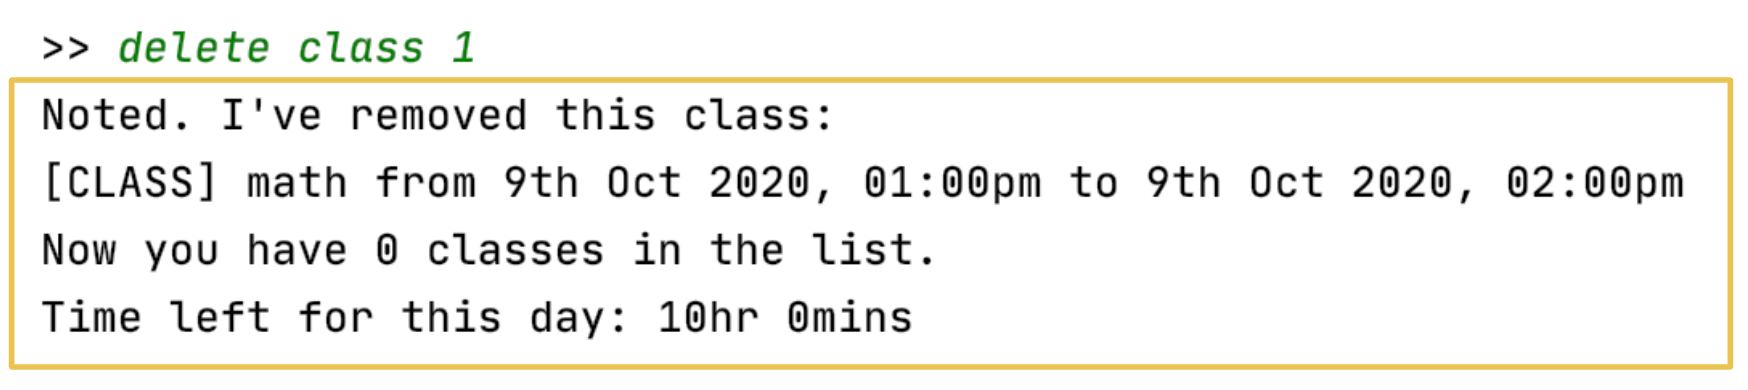 >> delete class 1
Noted. I've removed this class:
[CLASS] math from 9th Oct 2020, 01:00pm to 9th Oct 2020, 02:00pm
Now you have 0 classes in the list.
Time left for this day: 10hr 0mins